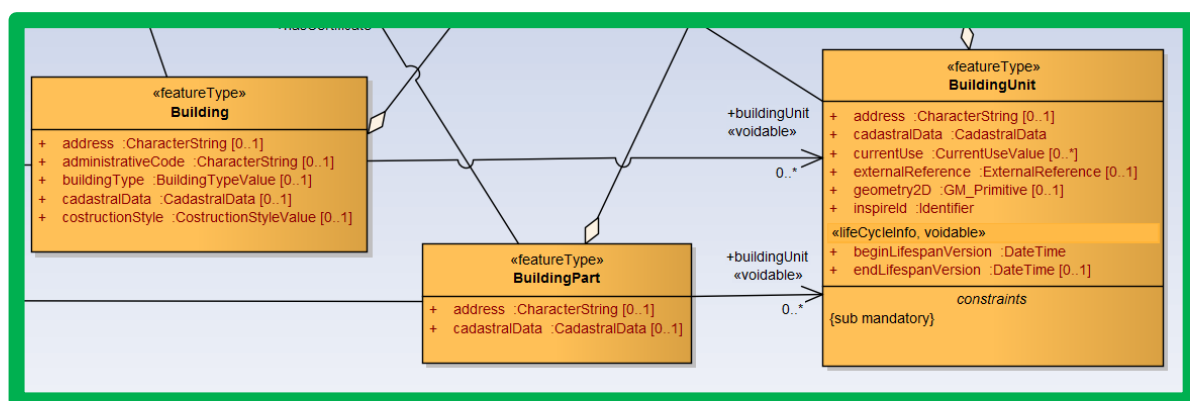 «featureType»
Building
+ address :CharacterString [0..1]
+ administrativeCode :CharacterString [0..1]
+ buildingType :BuildingTypeValue [0..1]
+ cadastralData :CadastralData [0..1]
+ costructionStyle :CostructionStyleValue [0..1]
«featureType»
BuildingPart
+ address :CharacterString [0..1]
+ cadastralData :CadastralData [0..1]
+buildingUnit
«voidable»
0..*
+buildingUnit
«voidable»
0..*
«featureType»
BuildingUnit
+ address :CharacterString [0..1]
+ cadastralData :CadastralData
+ currentUse :CurrentUseValue [0..*]
+ externalReference :ExternalReference [0..1]
+ geometry2D :GM_Primitive [0..1]
+ inspireId :Identifier
«lifeCycleInfo, voidable»
+ beginLifespanVersion :DateTime
+ endLifespanVersion :DateTime [0..1]
constraints
{sub mandatory}